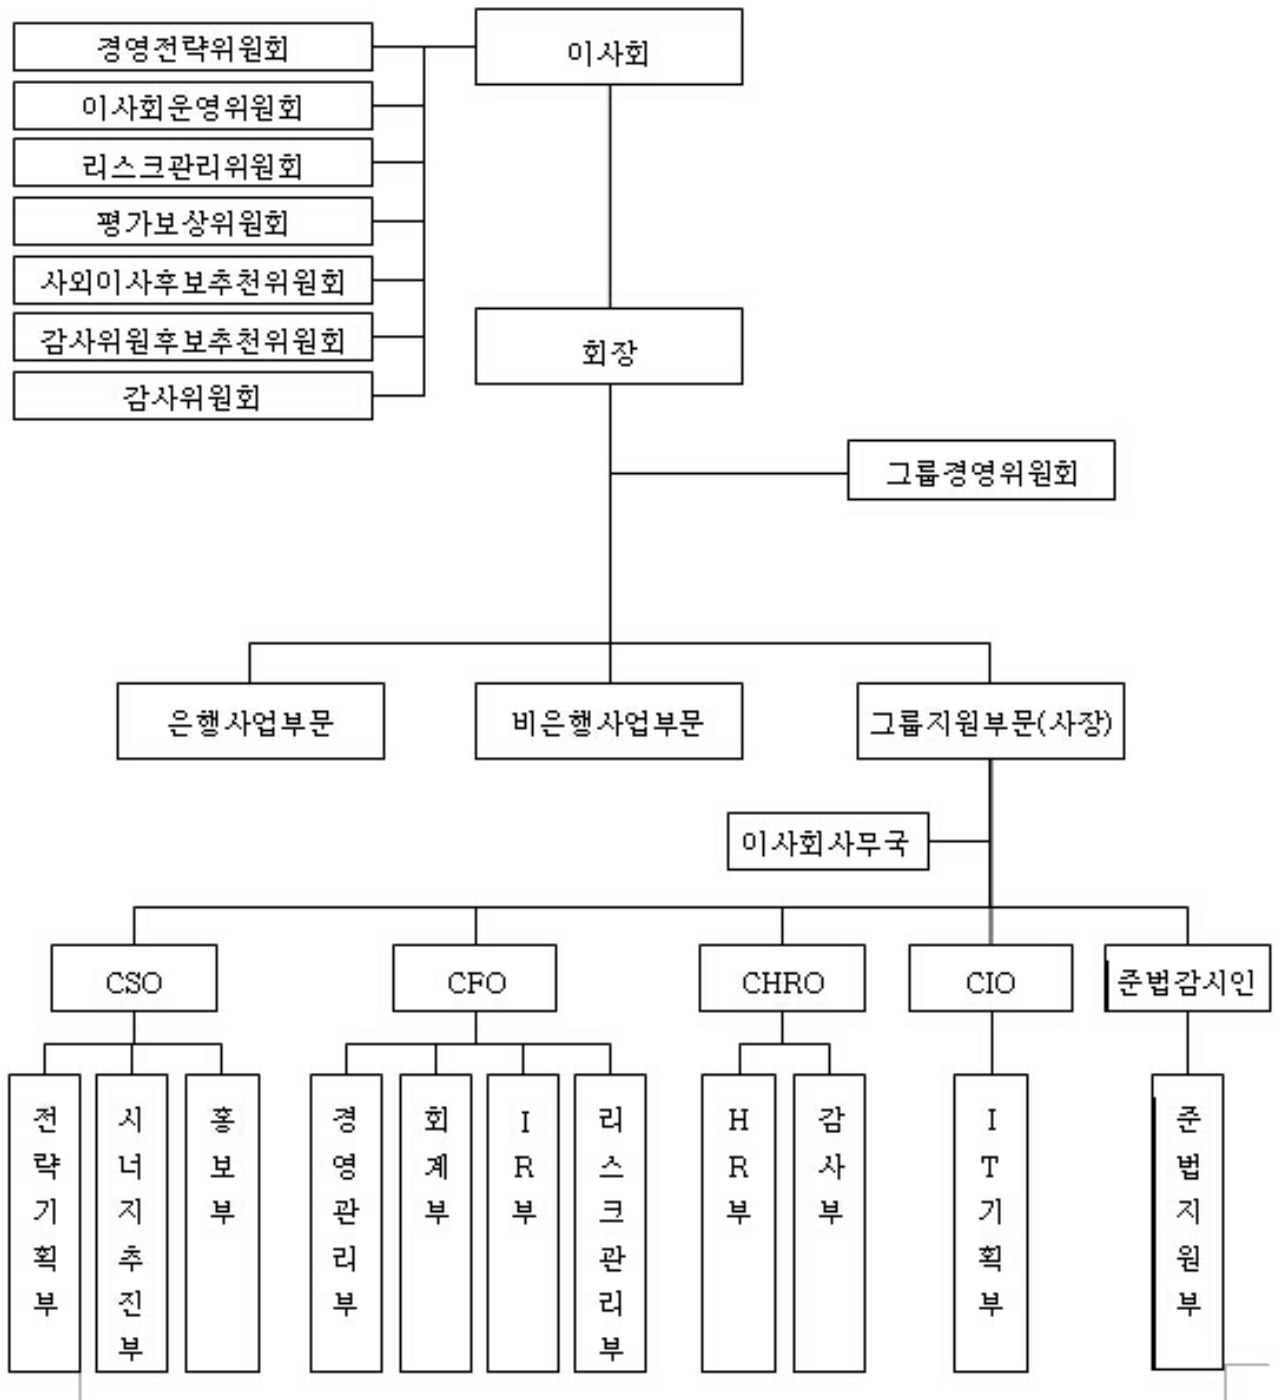 이사회
경영전략위원회
이사회운영위원회
리스크관리위원회
평가보상위원회
사외이사후보추천위원회
감사위원후보추천위원회
감사위원회
회장
그룹경영위원회
은행사업부문
비은행사업부문
그룹지원부문(사장)
이사회사무국
CSO
CFO
CHRO
CIO
준법감시인
전략기획부
시너지추진부
홍보부
경영관리부
회계부
IR부
리스크관리부
HR부
감사부
IT기획부
준법지원부